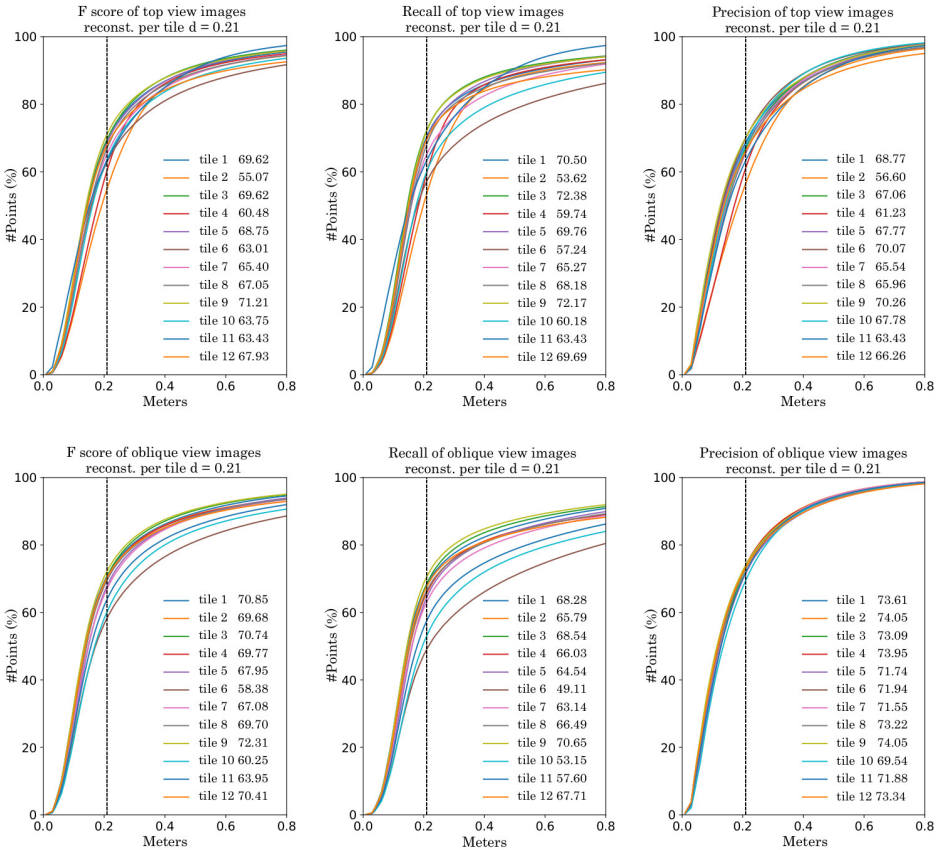 F score of top view images
reconst. per tile d = 0.21
100
80
60
40
20
0
#Points (%)
0.0 0.2 0.4 0.6 0.8
Meters
tile 1 69.62
tile 2 55.07
tile 3 69.62
tile 4 60.48
tile 5 68.75
tile 6 63.01
tile 7 65.40
tile 8 67.05
tile 9 71.21
tile 10 63.75
tile 11 63.43
tile 12 67.93
Recall of top view images
reconst. per tile d = 0.21
100
80
60
40
20
0
#Points (%)
0.0 0.2 0.4 0.6 0.8
Meters
tile 1 70.50
tile 2 53.62
tile 3 72.38
tile 4 59.74
tile 5 69.76
tile 6 57.24
tile 7 65.27
tile 8 68.18
tile 9 72.17
tile 10 60.18
tile 11 63.43
tile 12 69.69
Precision of top view images
reconst. per tile d = 0.21
100
80
60
40
20
0
#Points (%)
0.0 0.2 0.4 0.6 0.8
Meters
tile 1 68.77
tile 2 56.60
tile 3 67.06
tile 4 61.23
tile 5 67.77
tile 6 70.07
tile 7 65.54
tile 8 65.96
tile 9 70.26
tile 10 67.78
tile 11 63.43
tile 12 66.26
F score of oblique view images
reconst. per tile d = 0.21
100
80
60
40
20
0
#Points (%)
0.0 0.2 0.4 0.6 0.8
Meters
tile 1 70.85
tile 2 69.68
tile 3 70.74
tile 4 69.77
tile 5 67.95
tile 6 58.38
tile 7 67.08
tile 8 69.70
tile 9 72.31
tile 10 60.25
tile 11 63.95
tile 12 70.41
Recall of oblique view images
reconst. per tile d = 0.21
100
80
60
40
20
0
#Points (%)
0.0 0.2 0.4 0.6 0.8
Meters
tile 1 68.28
tile 2 65.79
tile 3 68.54
tile 4 66.03
tile 5 64.54
tile 6 49.11
tile 7 63.14
tile 8 66.49
tile 9 70.65
tile 10 53.15
tile 11 57.60
tile 12 67.71
Precision of oblique view images
reconst. per tile d = 0.21
100
80
60
40
20
0
#Points (%)
0.0 0.2 0.4 0.6 0.8
Meters
tile 1 73.61
tile 2 74.05
tile 3 73.09
tile 4 73.95
tile 5 71.74
tile 6 71.94
tile 7 71.55
tile 8 73.22
tile 9 74.05
tile 10 69.54
tile 11 71.88
tile 12 73.34